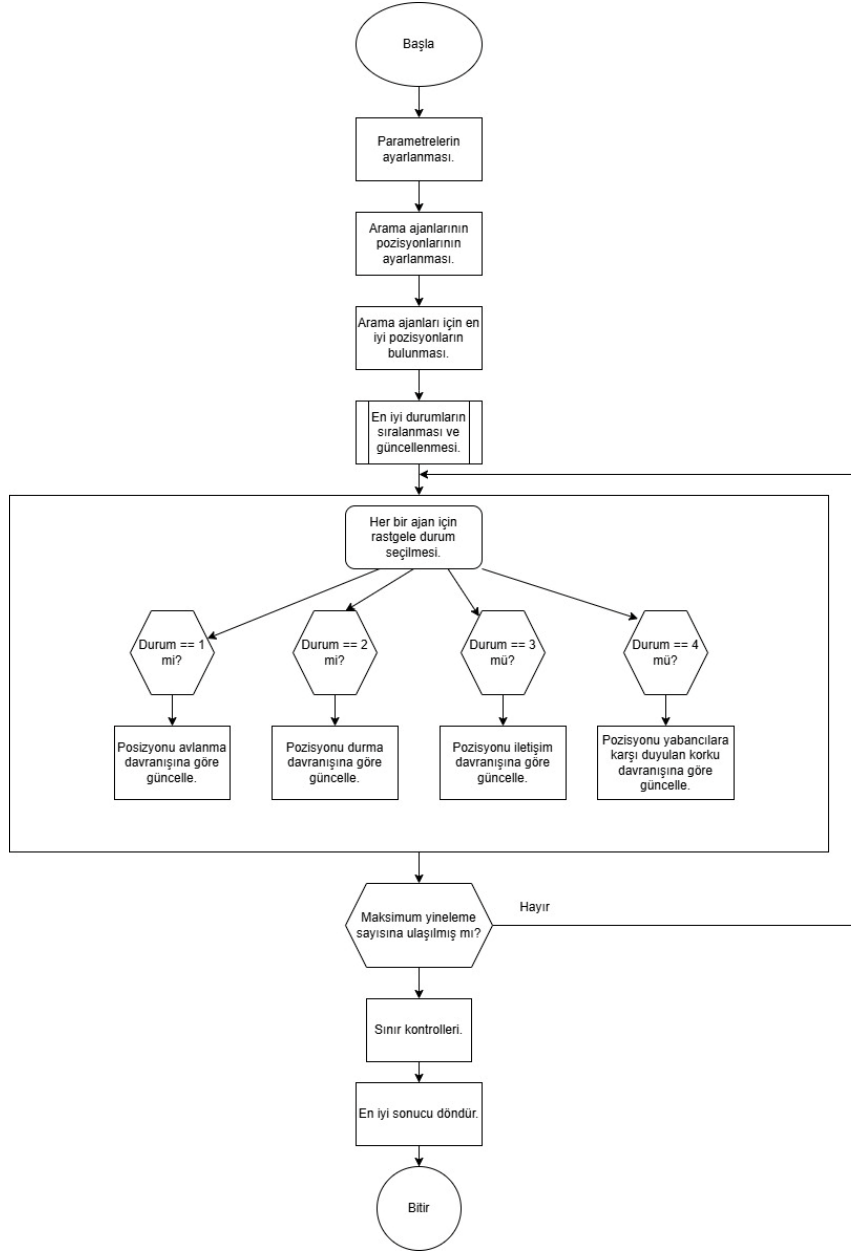 Başla
Parametrelerin
ayarlanması.
Arama ajanlarının
pozisyonlarının
ayarlanması.
Arama ajanları için en
iyi pozisyonların
bulunması.
En iyi durumların
sıralanması ve
güncellenmesi.
Her bir ajan için
rastgele durum
seçilmesi.
Durum == 1
mi?
Durum == 2
mi?
Durum == 3
mü?
Durum == 4
mü?
Posizyonu avlanma
davranışına göre
güncelle.
Pozisyonu durma
davranışına göre
güncelle.
Pozisyonu iletişim
davranışına göre
güncelle.
Pozisyonu yabancılara
karşı duyulan korku
davranışına göre
güncelle.
Maksimum yineleme
sayısına ulaşılmış mı?
Hayır
Sınır kontrolleri.
En iyi sonucu döndür.
Bitir